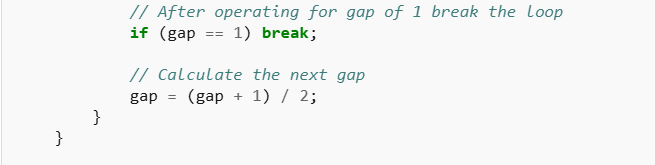 // After operating for gap of 1 break the loop
if (gap == 1) break;
// Calculate the next gap
gap = (gap + 1) / 2;
}
}